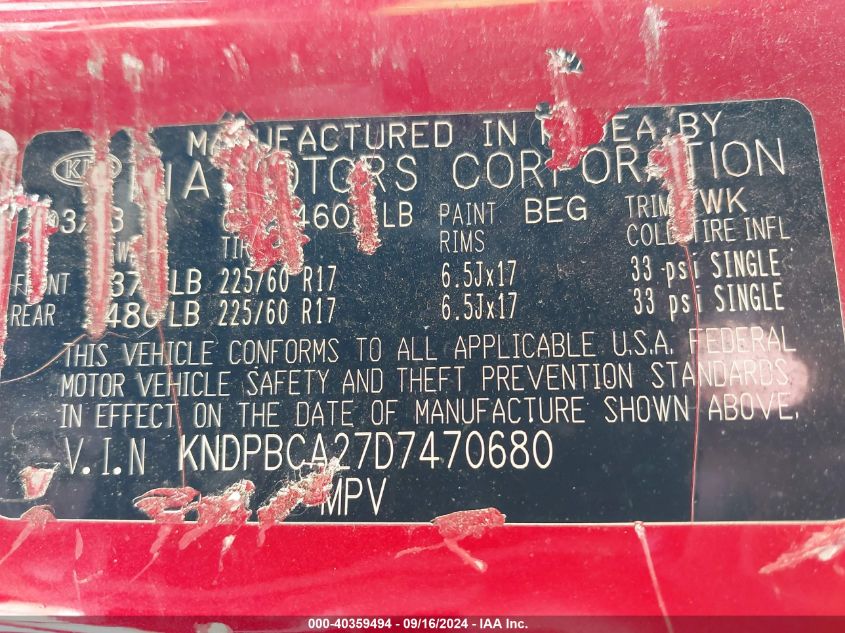 MANUFACTURED IN BY
KIA MOTORS CORPORATION
LB PAINT BEG TRIM WK
RIMS COLD TIRE INFL
FRONT LB 225/60 R17 6.5Jx17 33 psi SINGLE
REAR LB 225/60 R17 6.5Jx17 33 psi SINGLE
THIS VEHICLE CONFORMS TO ALL APPLICABLE U.S.A. FEDERAL
MOTOR VEHICLE SAFETY AND THEFT PREVENTION STANDARDS
IN EFFECT ON THE DATE OF MANUFACTURE SHOWN ABOVE.
V.I.N KNDPBCA27D7470680
MPV
000-40359494 - 09/16/2024 - IAA Inc.